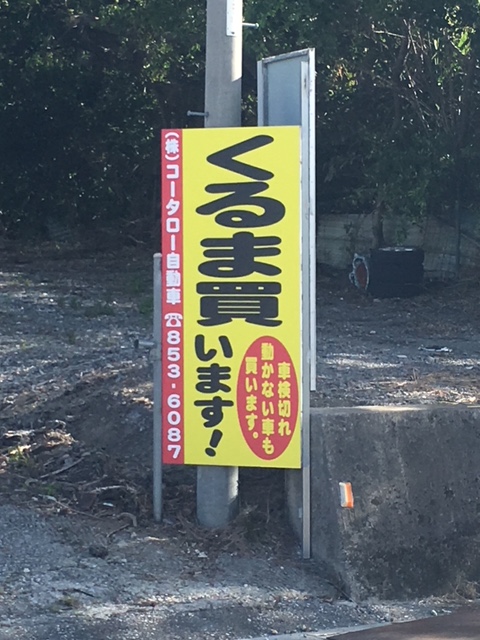 くるま買います!
車検切れ
動かない車も
買います。
(株)コータロー自動車 ☎853-6087